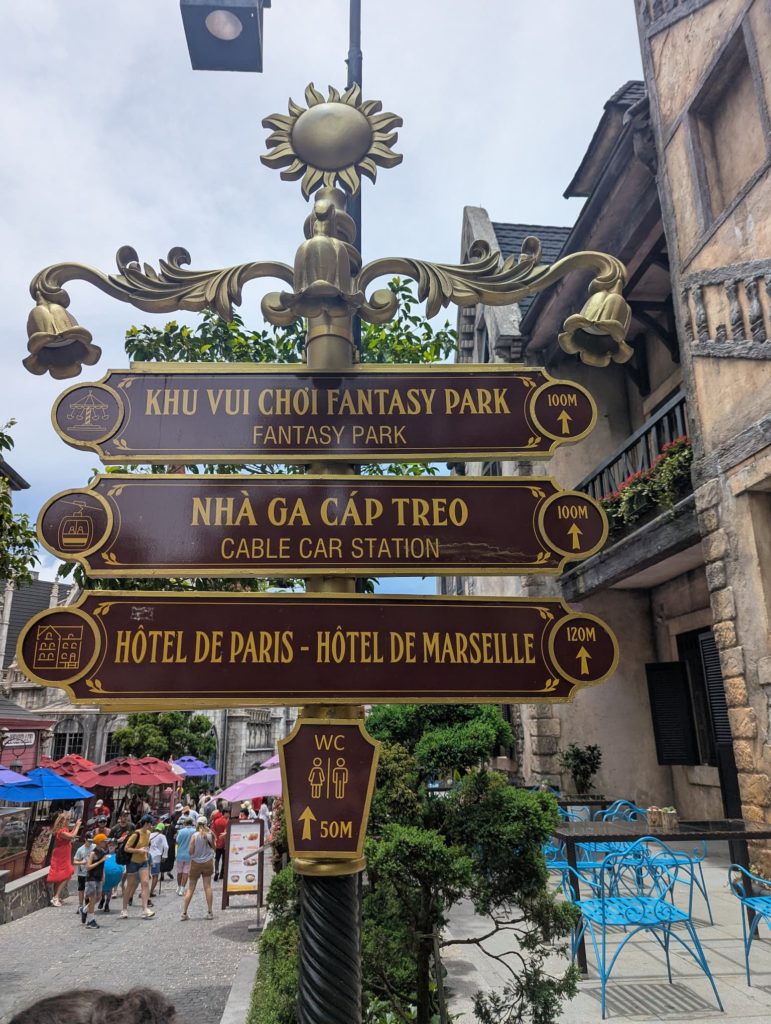 KHU VUI CHƠI FANTASY PARK
FANTASY PARK
100M
NHÀ GA CÁP TREO
CABLE CAR STATION
100M
HÔTEL DE PARIS - HÔTEL DE MARSEILLE
120M
WC
50M